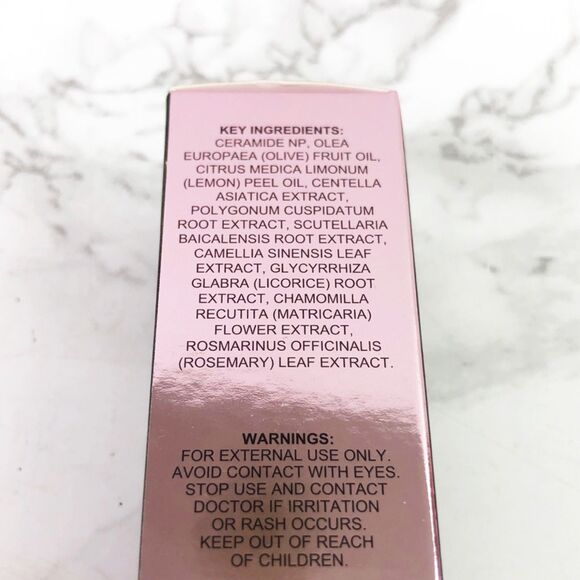 KEY INGREDIENTS:
CERAMIDE NP, OLEA
EUROPAEA (OLIVE) FRUIT OIL,
CITRUS MEDICA LIMONUM
(LEMON) PEEL OIL, CENTELLA
ASIATICA EXTRACT,
POLYGONUM CUSPIDATUM
ROOT EXTRACT, SCUTELLARIA
BAICALENSIS ROOT EXTRACT,
CAMELLIA SINENSIS LEAF
EXTRACT, GLYCYRRHIZA
GLABRA (LICORICE) ROOT
EXTRACT, CHAMOMILLA
RECUTITA (MATRICARIA)
FLOWER EXTRACT,
ROSMARINUS OFFICINALIS
(ROSEMARY) LEAF EXTRACT.
WARNINGS:
FOR EXTERNAL USE ONLY.
AVOID CONTACT WITH EYES.
STOP USE AND CONTACT
DOCTOR IF IRRITATION
OR RASH OCCURS.
KEEP OUT OF REACH
OF CHILDREN.